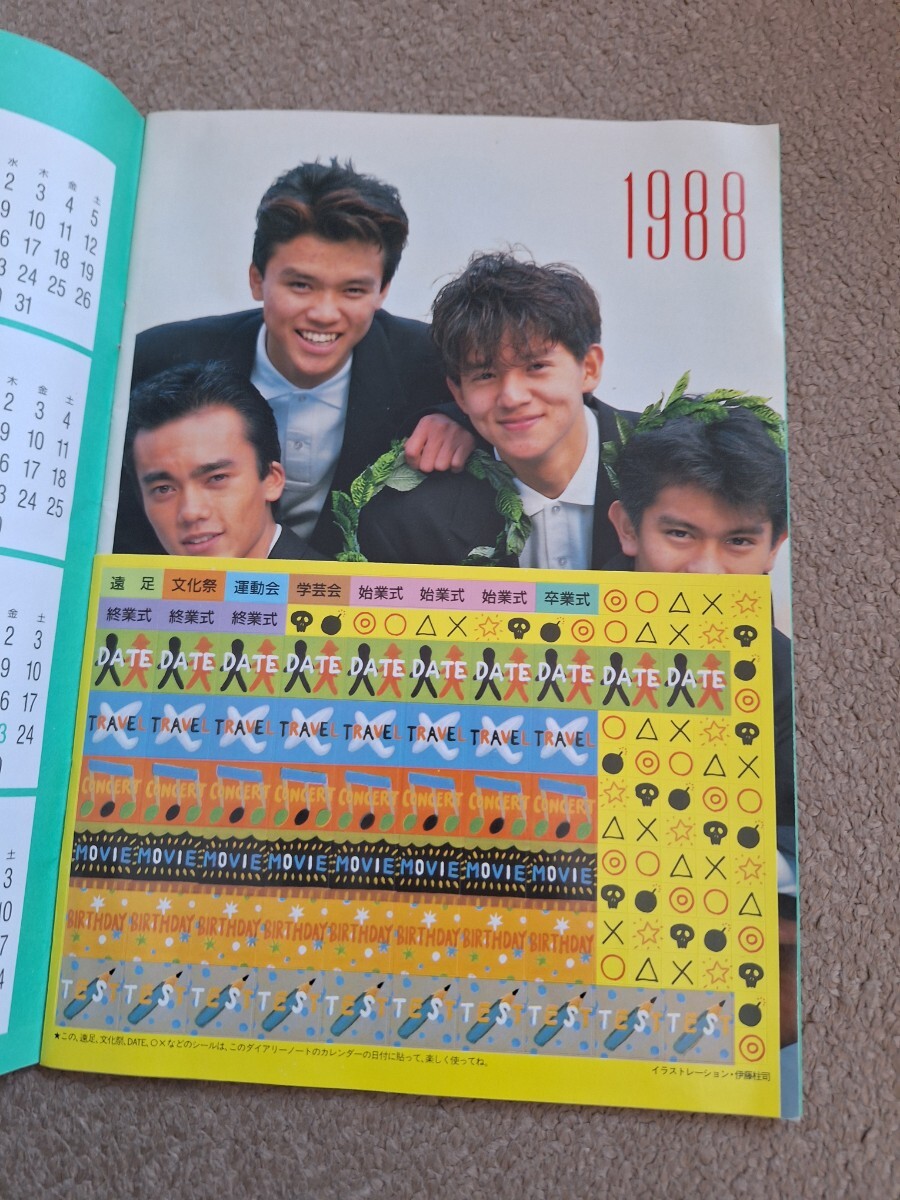 水 木 金 土
2 3 4 5
9 10 11 12
16 17 18 19
23 24 25 26
31
木 金 土
2 3 4
9 10 11
16 17 18
23 24 25
金 土
2 3
9 10
16 17
23 24
土
3
10
1988
遠足 文化祭 運動会 学芸会 始業式 始業式 始業式 卒業式
終業式 終業式 終業式
DATE DATE DATE DATE DATE DATE DATE DATE DATE DATE
TRAVEL TRAVEL TRAVEL TRAVEL TRAVEL TRAVEL TRAVEL TRAVEL
CONCERT CONCERT CONCERT CONCERT CONCERT CONCERT CONCERT CONCERT
MOVIE MOVIE MOVIE MOVIE MOVIE MOVIE MOVIE MOVIE
BIRTHDAY BIRTHDAY BIRTHDAY BIRTHDAY BIRTHDAY BIRTHDAY BIRTHDAY BIRTHDAY
TEST TEST TEST TEST TEST TEST TEST TEST TEST TEST
★この、遠足、文化祭、DATE、○×などのシールは、このダイアリーノートのカレンダーの日付に貼って、楽しく使ってね。
イラストレーション・伊藤桂司